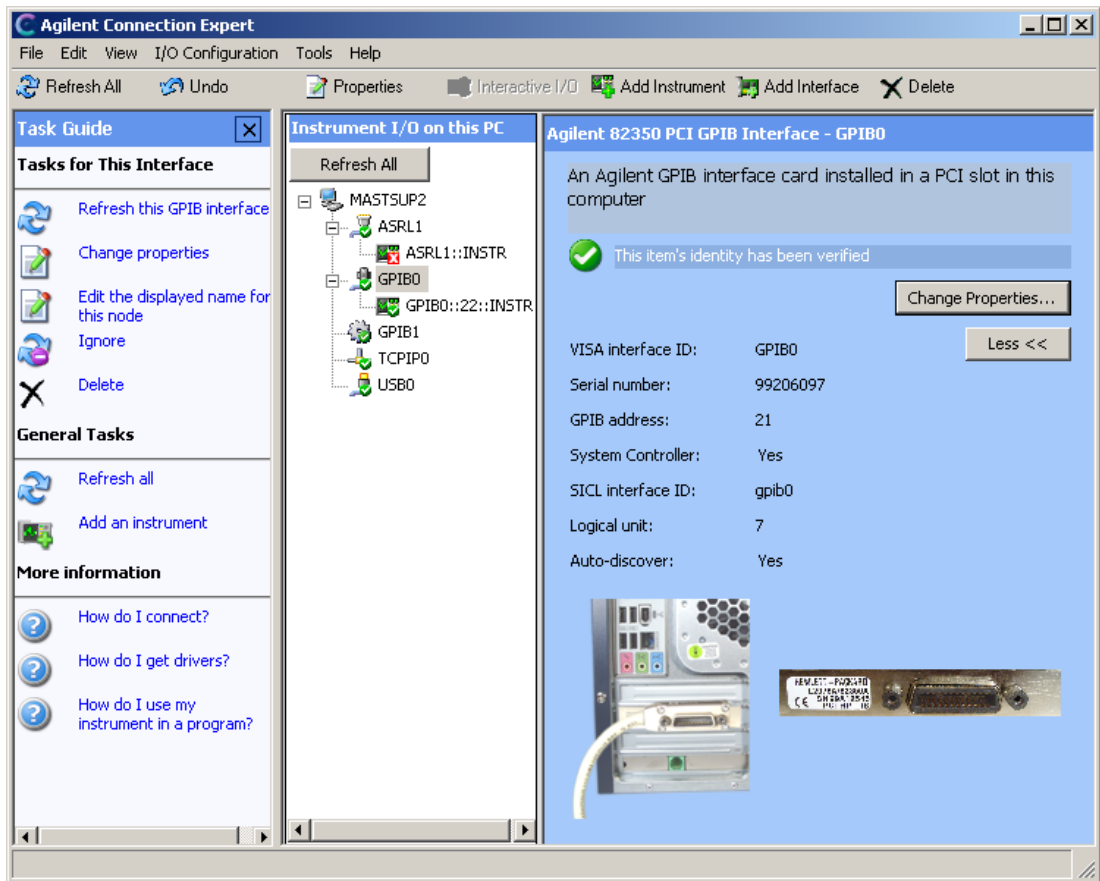 Agilent Connection Expert
File Edit View I/O Configuration Tools Help
Refresh All Undo Properties Interactive I/O Add Instrument Add Interface Delete
Task Guide
Tasks for This Interface
Refresh this GPIB interface
Change properties
Edit the displayed name for
this node
Ignore
Delete
General Tasks
Refresh all
Add an instrument
More information
How do I connect?
How do I get drivers?
How do I use my
instrument in a program?
Instrument I/O on this PC
Refresh All
MASTSUP2
ASRL1
ASRL1::INSTR
GPIB0
GPIB0::22::INSTR
GPIB1
TCPIP0
USB0
Agilent 82350 PCI GPIB Interface - GPIB0
An Agilent GPIB interface card installed in a PCI slot in this
computer
This item's identity has been verified
Change Properties...
Less <<
VISA interface ID: GPIB0
Serial number: 99206097
GPIB address: 21
System Controller: Yes
SICL interface ID: gpib0
Logical unit: 7
Auto-discover: Yes
HEWLETT-PACKARD
CE